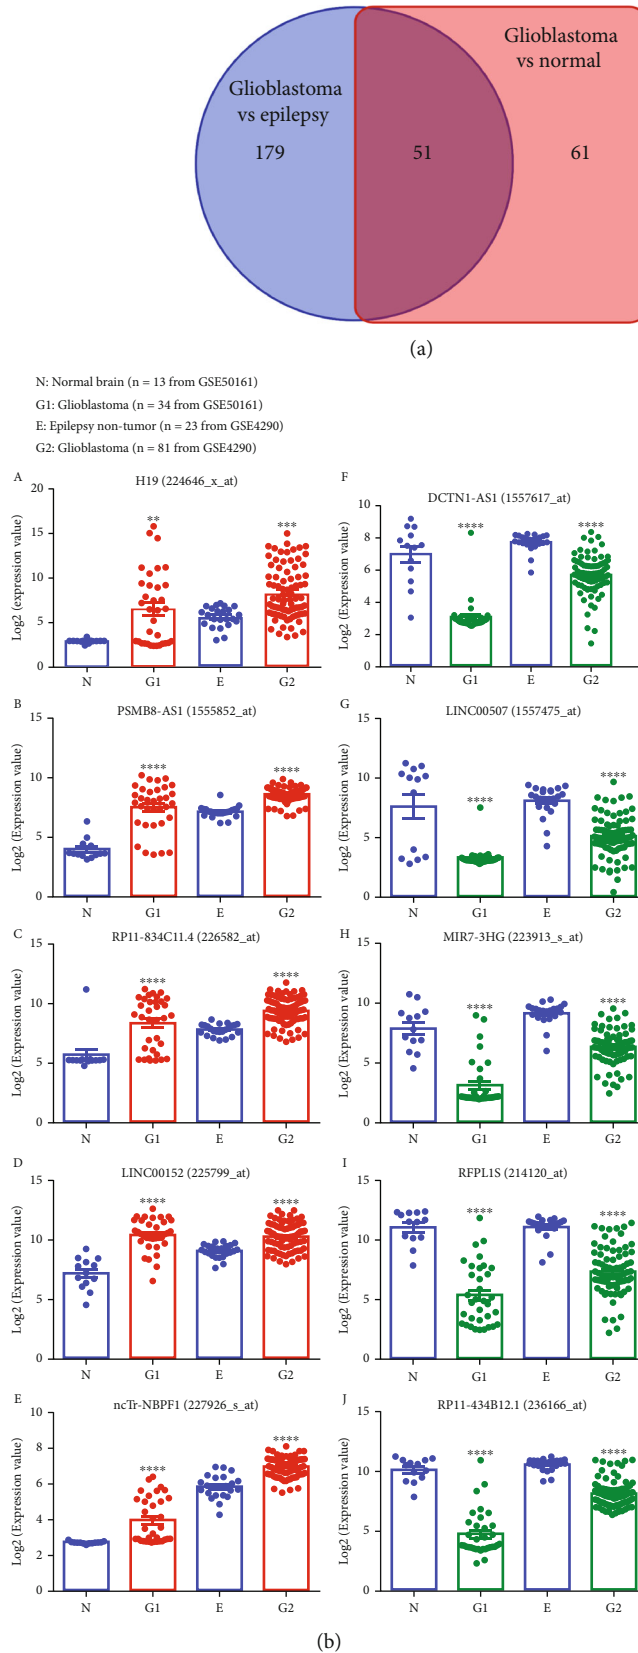 Glioblastoma
vs epilepsy
Glioblastoma
vs normal
179
51
61
(a)
N: Normal brain (n = 13 from GSE50161)
G1: Glioblastoma (n = 34 from GSE50161)
E: Epilepsy non-tumor (n = 23 from GSE4290)
G2: Glioblastoma (n = 81 from GSE4290)
A
H19 (224646_x_at)
Log2 (expression value)
20
15
10
5
0
**
***
N G1 E G2
B
PSMB8-AS1 (1555852_at)
Log2 (Expression value)
15
10
5
0
****
****
N G1 E G2
C
RP11-834C11.4 (226582_at)
Log2 (Expression value)
15
10
5
0
****
****
N G1 E G2
D
LINC00152 (225799_at)
Log2 (Expression value)
15
10
5
0
****
****
N G1 E G2
E
ncTr-NBPF1 (227926_s_at)
Log2 (Expression value)
10
8
6
4
2
0
****
****
N G1 E G2
F
DCTN1-AS1 (1557617_at)
Log2 (Expression value)
10
8
6
4
2
0
****
****
N G1 E G2
G
LINC00507 (1557475_at)
Log2 (Expression value)
15
10
5
0
****
****
N G1 E G2
H
MIR7-3HG (223913_s_at)
Log2 (Expression value)
15
10
5
0
****
****
N G1 E G2
I
RFPL1S (214120_at)
Log2 (Expression value)
15
10
5
0
****
****
N G1 E G2
J
RP11-434B12.1 (236166_at)
Log2 (Expression value)
15
10
5
0
****
****
N G1 E G2
(b)